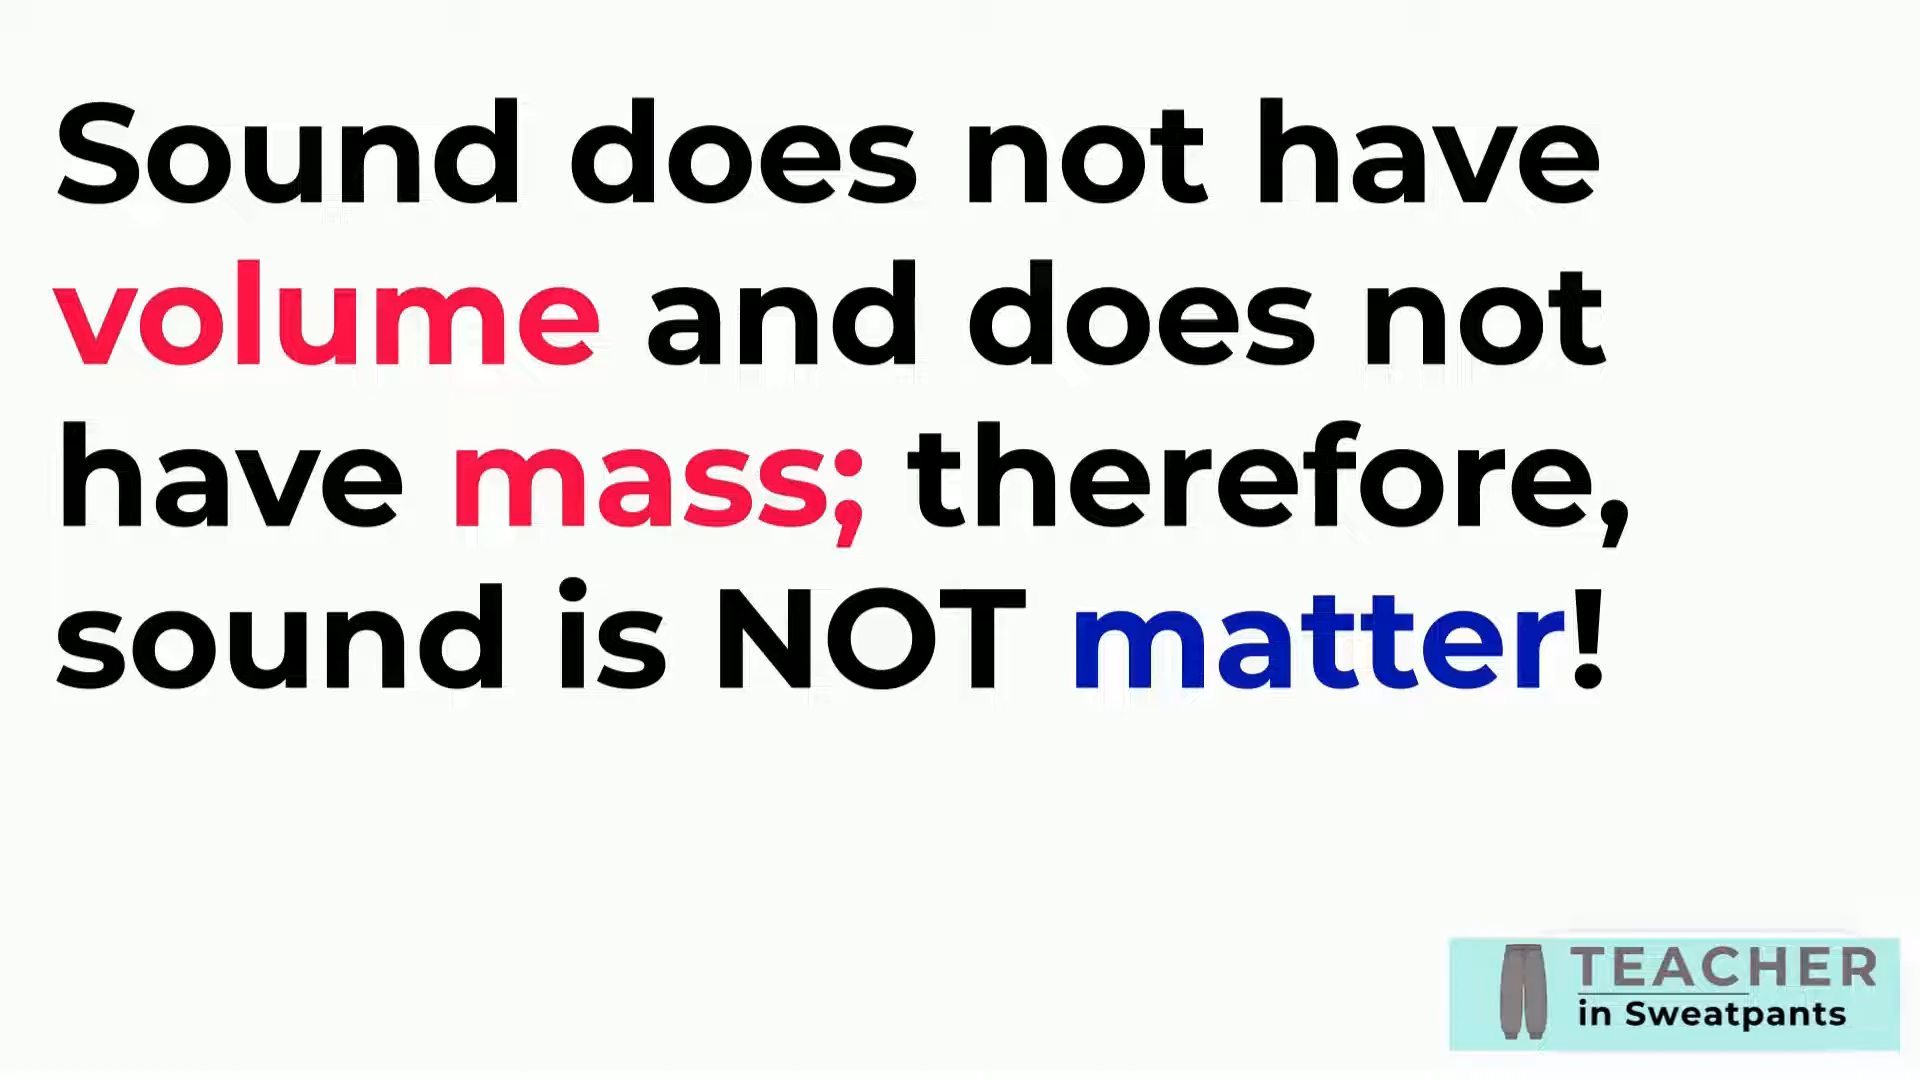 Sound does not have
volume and does not
have mass; therefore,
sound is NOT matter!
TEACHER
in Sweatpants